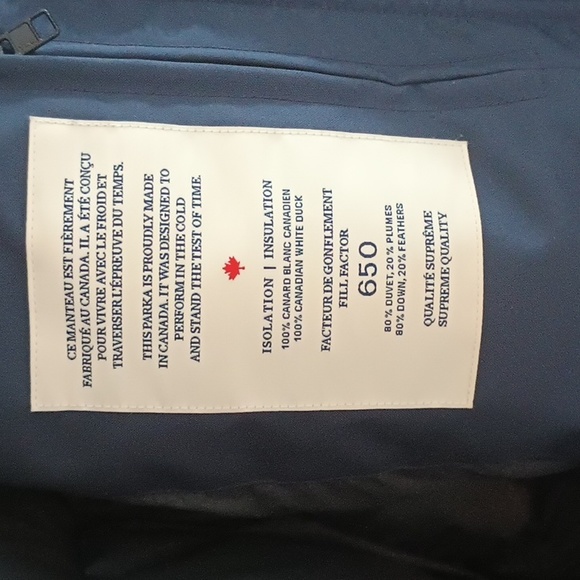 CE MANTEAU EST FIÈREMENT
FABRIQUÉ AU CANADA. IL A ÉTÉ CONÇU
POUR VIVRE AVEC LE FROID ET
TRAVERSER L'ÉPREUVE DU TEMPS.
THIS PARKA IS PROUDLY MADE
IN CANADA. IT WAS DESIGNED TO
PERFORM IN THE COLD
AND STAND THE TEST OF TIME.
ISOLATION | INSULATION
100% CANARD BLANC CANADIEN
100% CANADIAN WHITE DUCK
FACTEUR DE GONFLEMENT
FILL FACTOR
650
80% DUVET, 20% PLUMES
80% DOWN, 20% FEATHERS
QUALITÉ SUPRÊME
SUPREME QUALITY